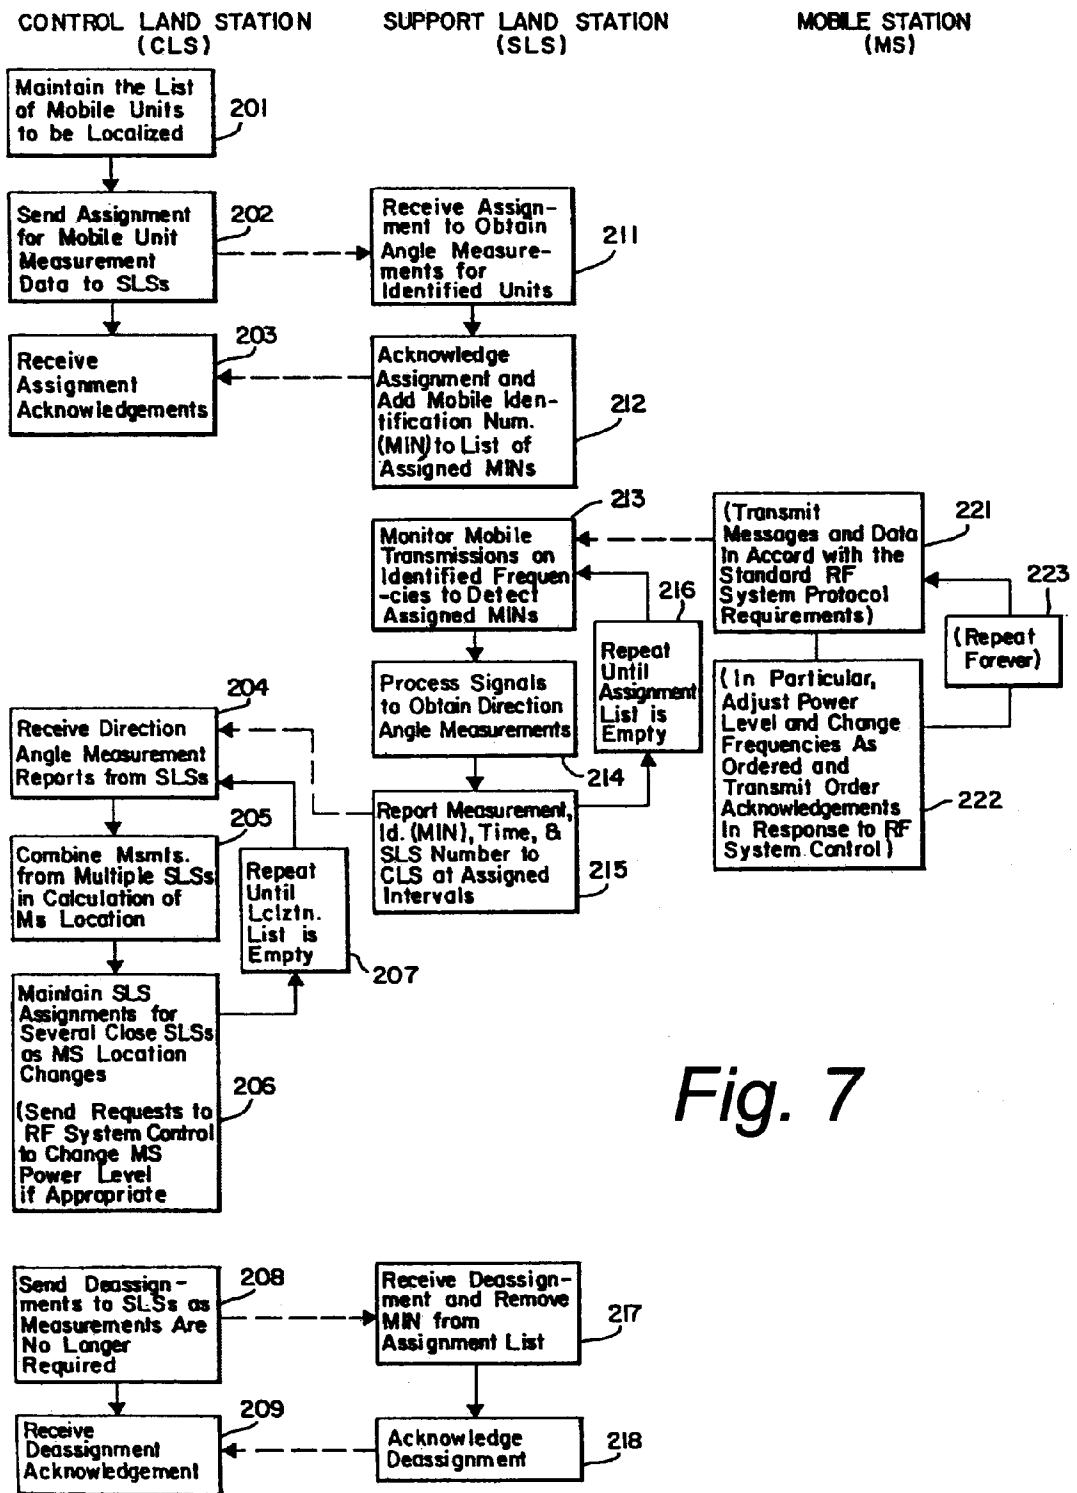 CONTROL LAND STATION
(CLS)
SUPPORT LAND STATION
(SLS)
MOBILE STATION
(MS)
Maintain the List
of Mobile Units
to be Localized
201
Send Assignment
for Mobile Unit
Measurement
Data to SLSs
202
Receive Assign-
ment to Obtain
Angle Measure-
ments for
Identified Units
211
Receive
Assignment
Acknowledgements
203
Acknowledge
Assignment and
Add Mobile Iden-
tification Num.
(MIN) to List of
Assigned MINs
212
213
Monitor Mobile
Transmissions on
Identified Frequen
-cies to Detect
Assigned MINs
(Transmit
Messages and Data
In Accord with the
Standard RF
System Protocol
Requirements)
221
223
(Repeat
Forever)
216
Repeat
Until
Assignment
List is
Empty
Process Signals
to Obtain Direction
Angle Measurements
214
(In Particular,
Adjust Power
Level and Change
Frequencies As
Ordered and
Transmit Order
Acknowledgements
In Response to RF
System Control)
222
204
Receive Direction
Angle Measurement
Reports from SLSs
Report Measurement,
Id. (MIN), Time, &
SLS Number to
CLS at Assigned
Intervals
215
205
Combine Msmts.
from Multiple SLSs
in Calculation of
Ms Location
Repeat
Until
Lclztn.
List is
Empty
207
Maintain SLS
Assignments for
Several Close SLSs
as MS Location
Changes
(Send Requests to
RF System Control
to Change MS
Power Level
if Appropriate
206
Fig. 7
Send Deassign-
ments to SLSs as
Measurements Are
No Longer
Required
208
Receive Deassign-
ment and Remove
MIN from
Assignment List
217
Receive
Deassignment
Acknowledgement
209
Acknowledge
Deassignment
218